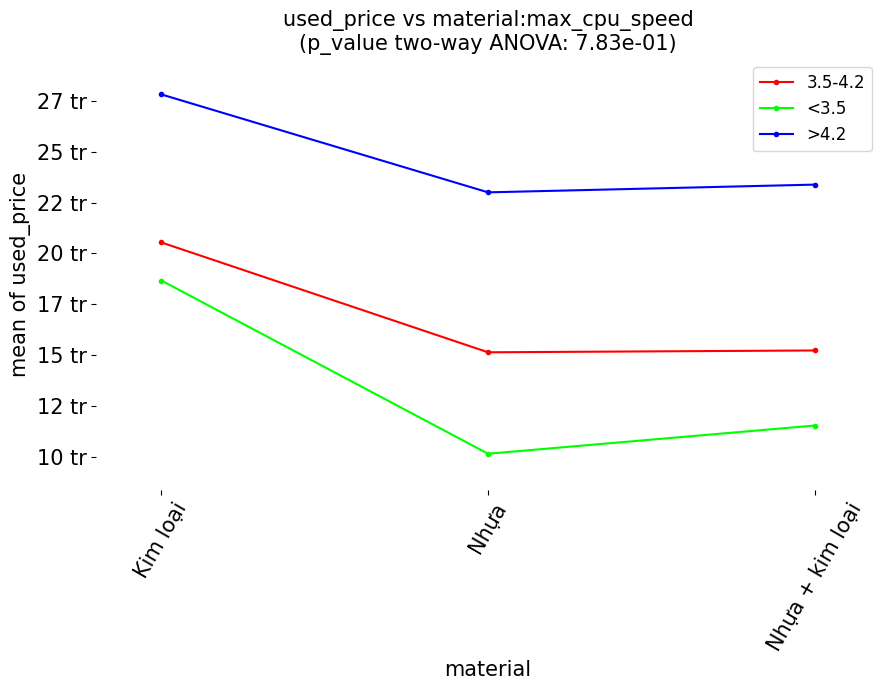 used_price vs material:max_cpu_speed
(p_value two-way ANOVA: 7.83e-01)
3.5-4.2
<3.5
>4.2
mean of used_price
27 tr
25 tr
22 tr
20 tr
17 tr
15 tr
12 tr
10 tr
Kim loại
Nhựa
Nhựa + kim loại
material